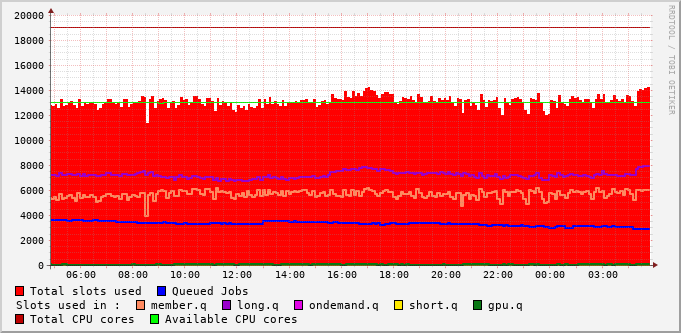 RRDTOOL / TOBI OETIKER
20000
18000
16000
14000
12000
10000
8000
6000
4000
2000
0
06:00 08:00 10:00 12:00 14:00 16:00 18:00 20:00 22:00 00:00 03:00
Total slots used Queued Jobs
Slots used in : member.q long.q ondemand.q short.q gpu.q
Total CPU cores Available CPU cores